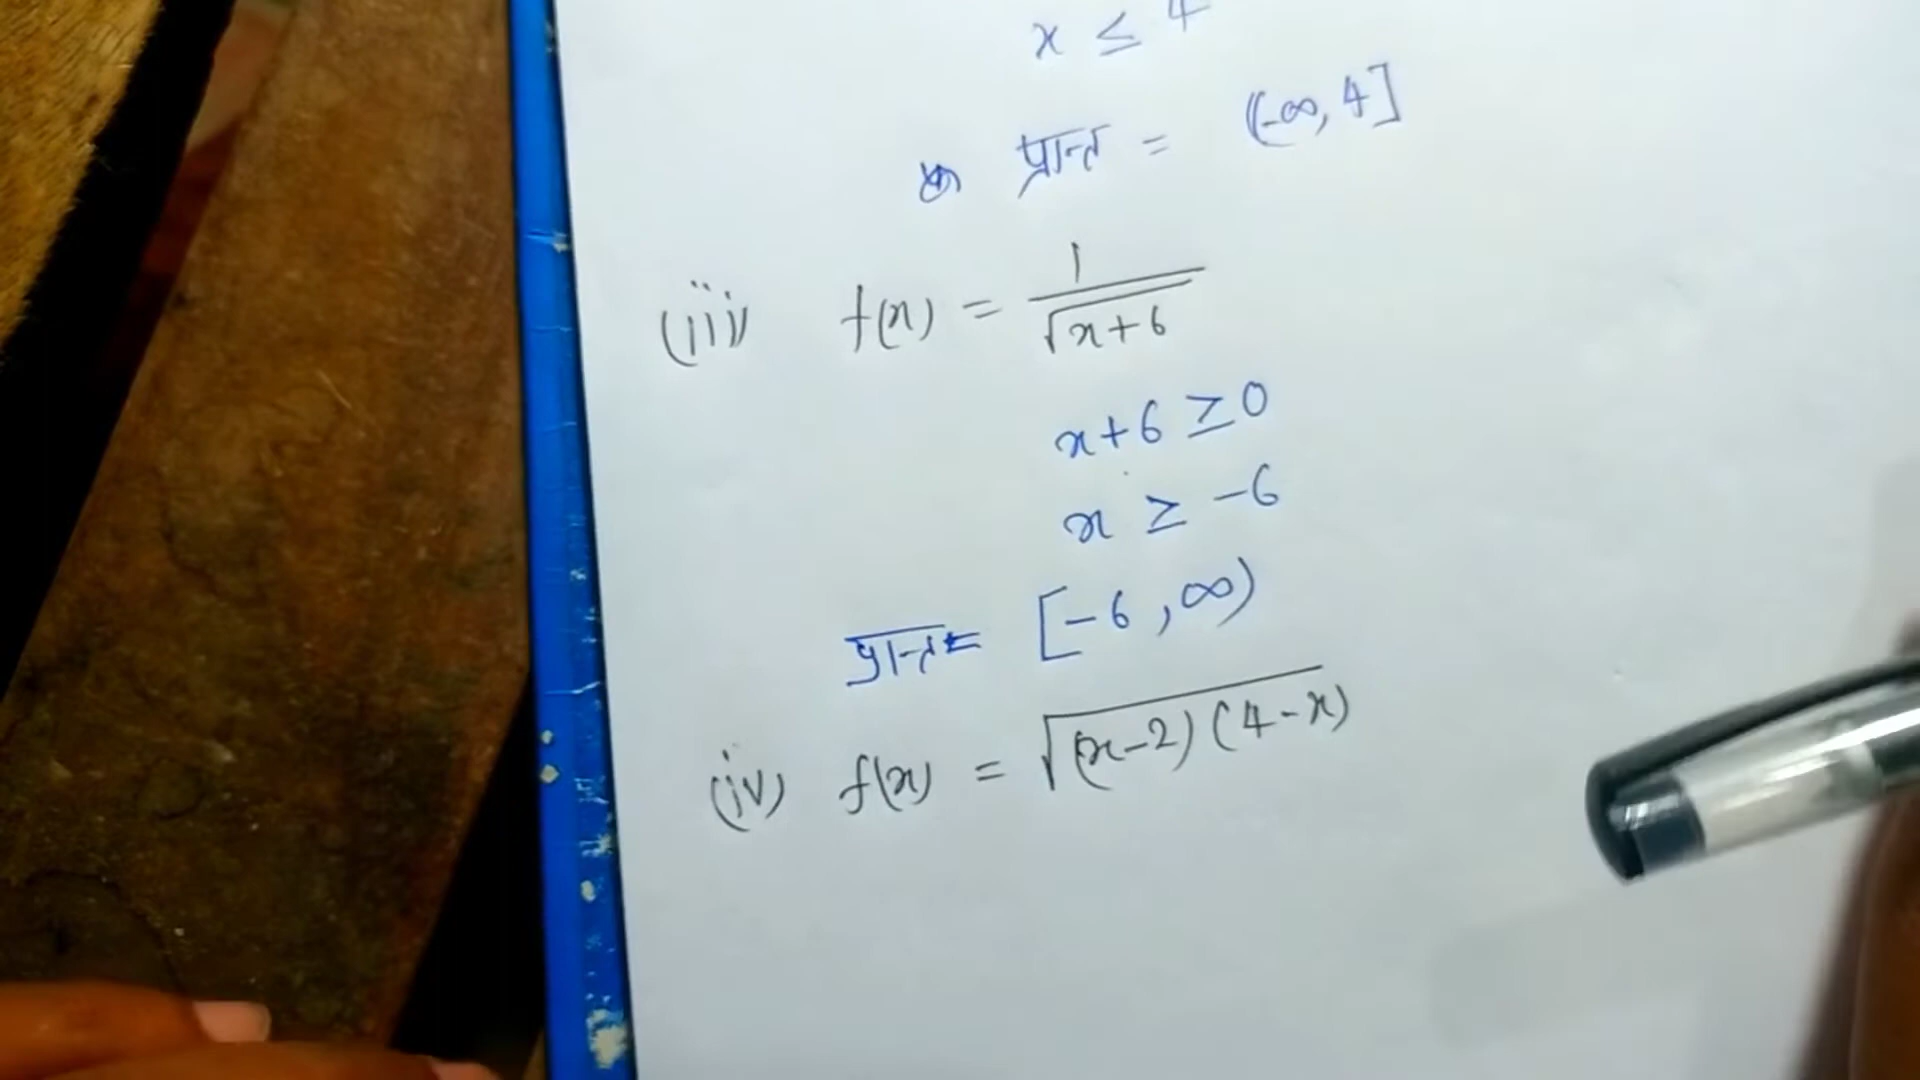 x ≤ 4
प्रान्त = (-∞, 4]
(iii) f(x) = 1/√x+6
x+6 ≥ 0
x ≥ -6
प्रान्त = [-6, ∞)
(iv) f(x) = √(x-2)(4-x)